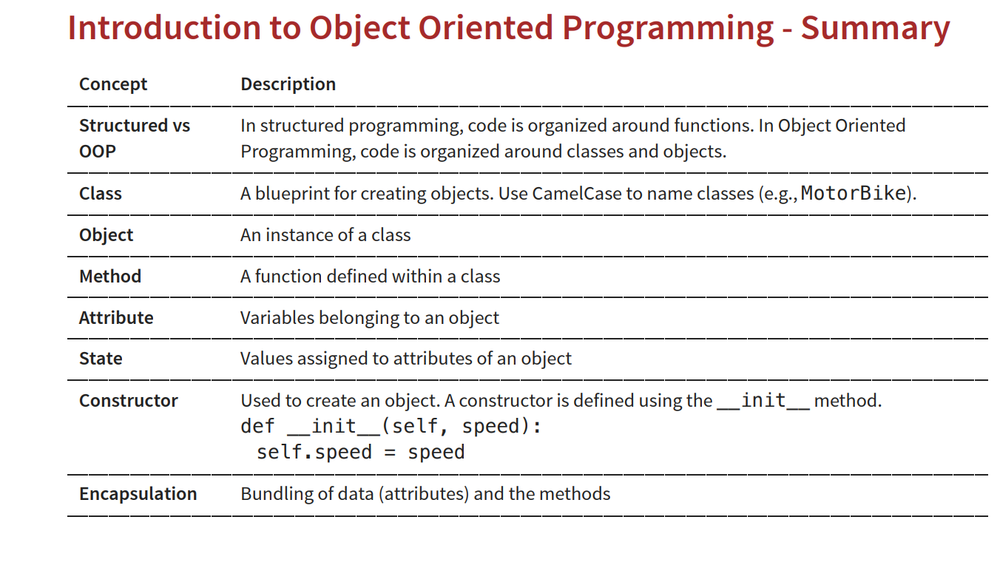 Introduction to Object Oriented Programming - Summary
Concept Description
Structured vs In structured programming, code is organized around functions. In Object Oriented
OOP Programming, code is organized around classes and objects.
Class A blueprint for creating objects. Use CamelCase to name classes (e.g., MotorBike).
Object An instance of a class
Method A function defined within a class
Attribute Variables belonging to an object
State Values assigned to attributes of an object
Constructor Used to create an object. A constructor is defined using the __init__ method.
def __init__(self, speed):
self.speed = speed
Encapsulation Bundling of data (attributes) and the methods